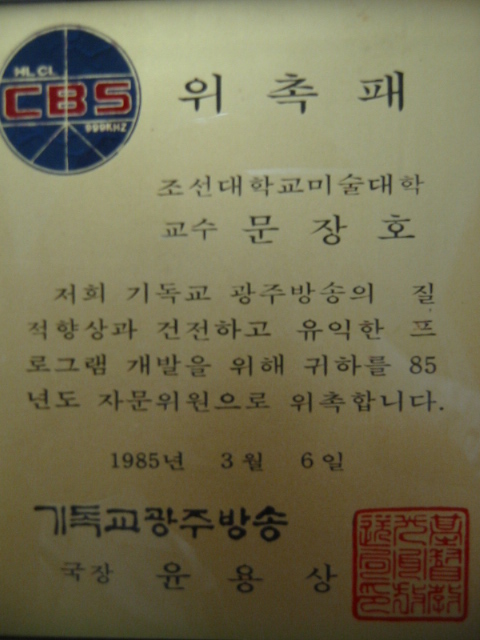 HLCL
CBS
999KHZ
위촉패
조선대학교미술대학
교수 문장호
저희 기독교 광주방송의 질
적향상과 건전하고 유익한 프
로그램 개발을 위해 귀하를 85
년도 자문위원으로 위촉합니다.
1985년 3월 6일
기독교광주방송
국장 윤용상